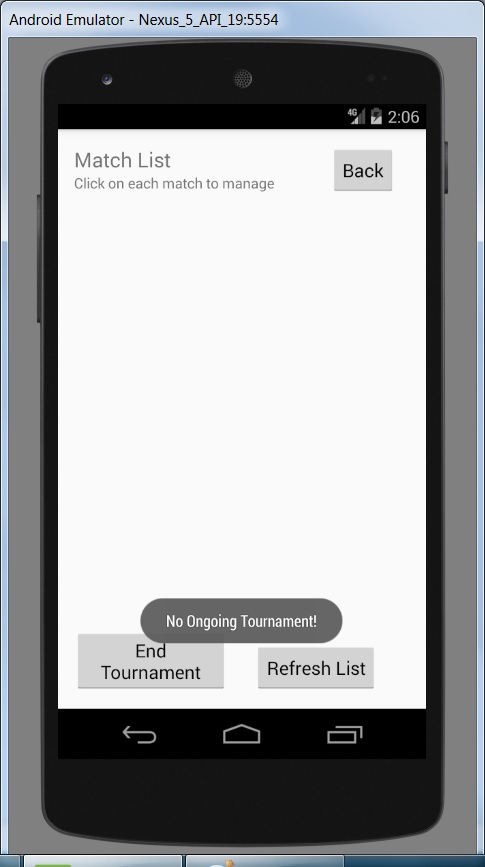 Android Emulator - Nexus_5_API_19:5554
4G 2:06
Match List
Back
Click on each match to manage
No Ongoing Tournament!
End
Tournament
Refresh List